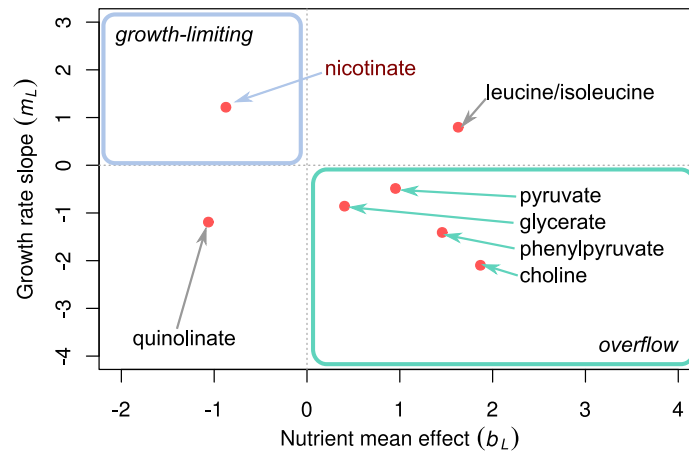 growth-limiting
nicotinate
leucine/isoleucine
pyruvate
glycerate
phenylpyruvate
choline
quinolinate
overflow
3
2
1
0
-1
-2
-3
-4
Growth rate slope (m_L)
-2 -1 0 1 2 3 4
Nutrient mean effect (b_L)